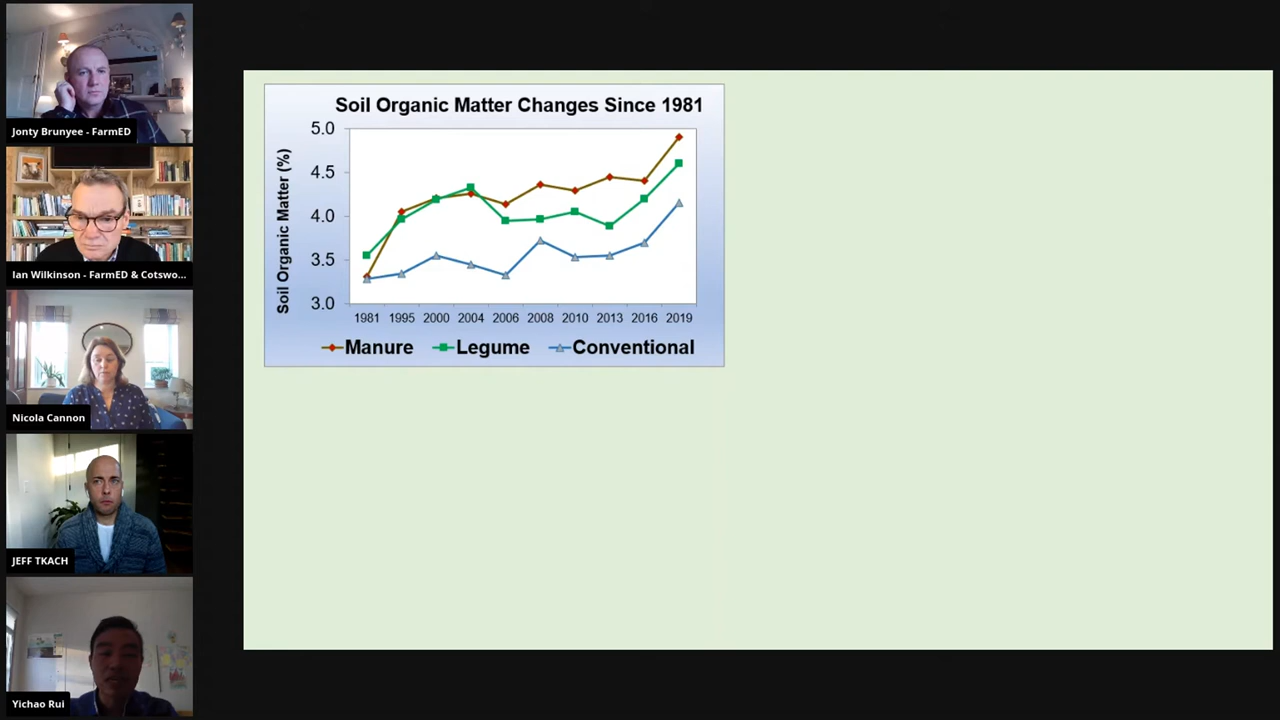 Jonty Brunyee - FarmED
Ian Wilkinson - FarmED & Cotswo...
Nicola Cannon
JEFF TKACH
Yichao Rui
Soil Organic Matter Changes Since 1981
Soil Organic Matter (%)
5.0
4.5
4.0
3.5
3.0
1981 1995 2000 2004 2006 2008 2010 2013 2016 2019
Manure Legume Conventional